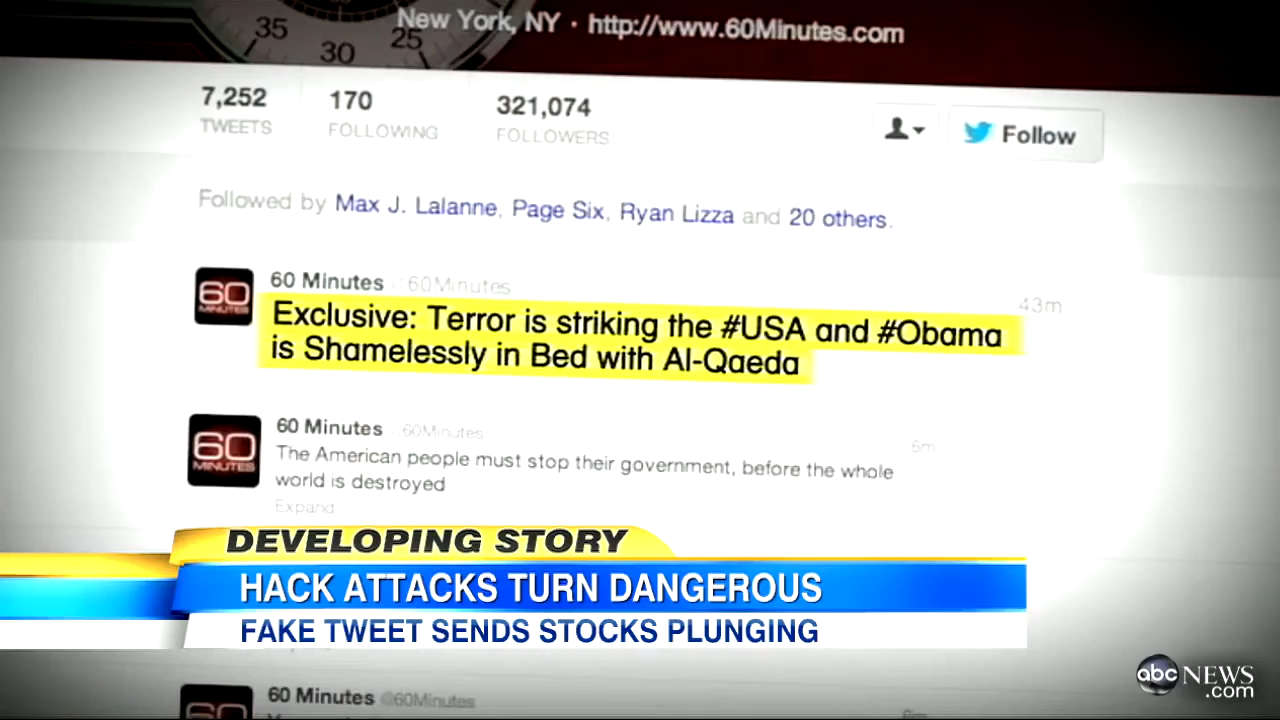 35
30
25
New York, NY · http://www.60Minutes.com
7,252
TWEETS
170
FOLLOWING
321,074
FOLLOWERS
Follow
Followed by Max J. Lalanne, Page Six, Ryan Lizza and 20 others.
60 MINUTES
60 Minutes @60Minutes
43m
Exclusive: Terror is striking the #USA and #Obama
is Shamelessly in Bed with Al-Qaeda
60 MINUTES
60 Minutes @60Minutes
6m
The American people must stop their government, before the whole
world is destroyed
Expand
DEVELOPING STORY
HACK ATTACKS TURN DANGEROUS
FAKE TWEET SENDS STOCKS PLUNGING
60
60 Minutes @60Minutes
abc NEWS
.com